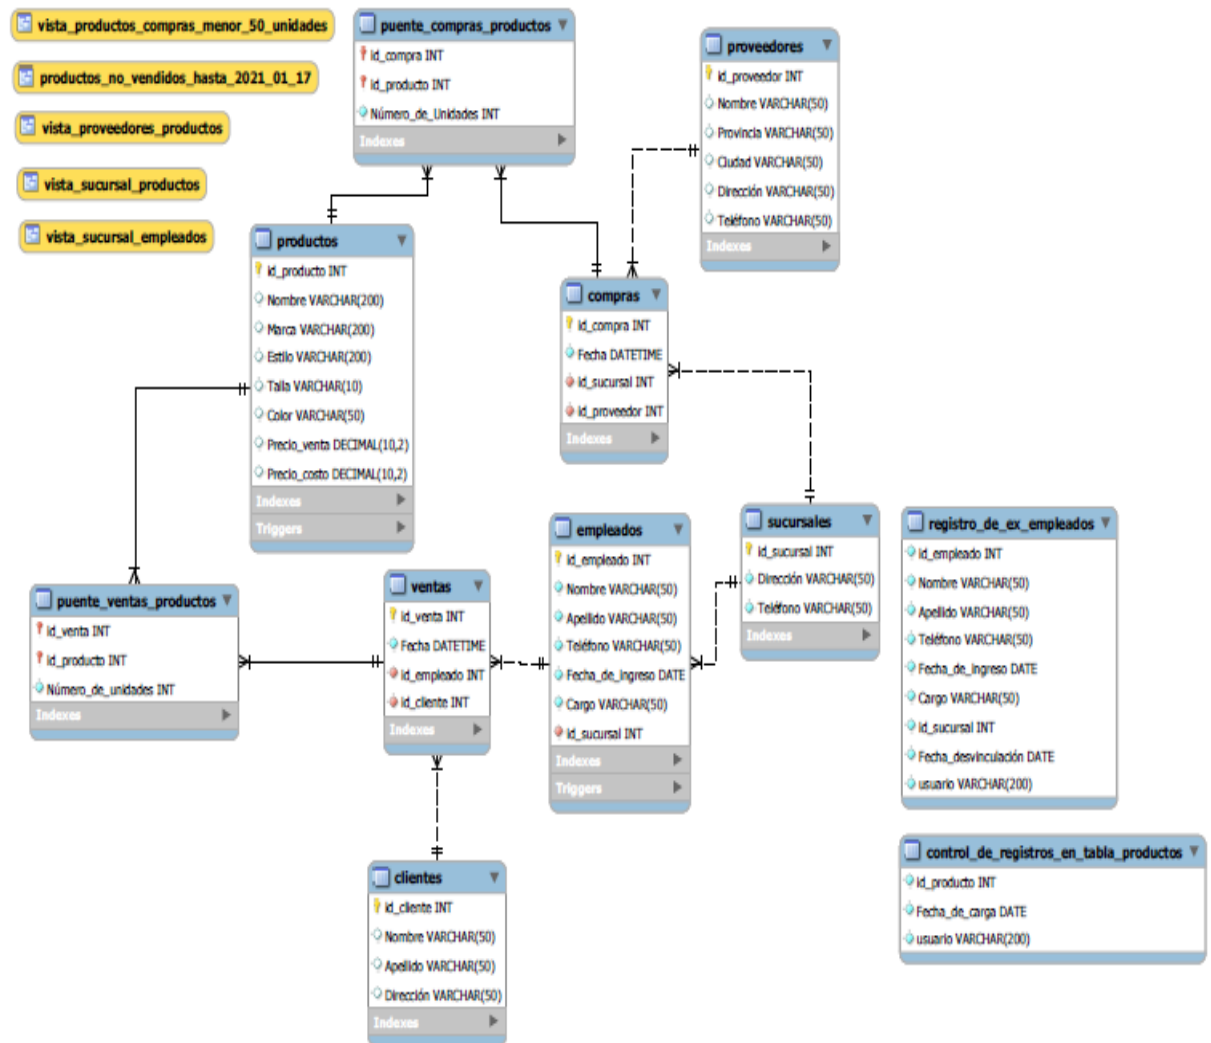 vista_productos_compras_menor_50_unidades
productos_no_vendidos_hasta_2021_01_17
vista_proveedores_productos
vista_sucursal_productos
vista_sucursal_empleados
puente_compras_productos
id_compra INT
id_producto INT
Número_de_Unidades INT
Indexes
proveedores
id_proveedor INT
Nombre VARCHAR(50)
Provincia VARCHAR(50)
Ciudad VARCHAR(50)
Dirección VARCHAR(50)
Teléfono VARCHAR(50)
Indexes
productos
id_producto INT
Nombre VARCHAR(200)
Marca VARCHAR(200)
Estilo VARCHAR(200)
Talla VARCHAR(10)
Color VARCHAR(50)
Precio_venta DECIMAL(10,2)
Precio_costo DECIMAL(10,2)
Indexes
Triggers
compras
id_compra INT
Fecha DATETIME
id_sucursal INT
id_proveedor INT
Indexes
sucursales
id_sucursal INT
Dirección VARCHAR(50)
Teléfono VARCHAR(50)
Indexes
empleados
id_empleado INT
Nombre VARCHAR(50)
Apellido VARCHAR(50)
Teléfono VARCHAR(50)
Fecha_de_ingreso DATE
Cargo VARCHAR(50)
id_sucursal INT
Indexes
Triggers
registro_de_ex_empleados
id_empleado INT
Nombre VARCHAR(50)
Apellido VARCHAR(50)
Teléfono VARCHAR(50)
Fecha_de_ingreso DATE
Cargo VARCHAR(50)
id_sucursal INT
Fecha_desvinculación DATE
usuario VARCHAR(200)
puente_ventas_productos
id_venta INT
id_producto INT
Número_de_unidades INT
Indexes
ventas
id_venta INT
Fecha DATETIME
id_empleado INT
id_cliente INT
Indexes
clientes
id_cliente INT
Nombre VARCHAR(50)
Apellido VARCHAR(50)
Dirección VARCHAR(50)
Indexes
control_de_registros_en_tabla_productos
id_producto INT
Fecha_de_carga DATE
usuario VARCHAR(200)